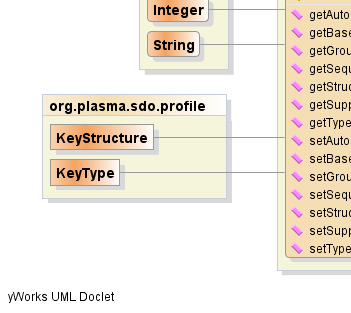 Integer
String
org.plasma.sdo.profile
KeyStructure
KeyType
getAuto
getBase
getGrou
getSequ
getStruc
getSupp
getType
setAuto
setBase
setGrou
setSequ
setStruc
setSupp
setType
yWorks UML Doclet